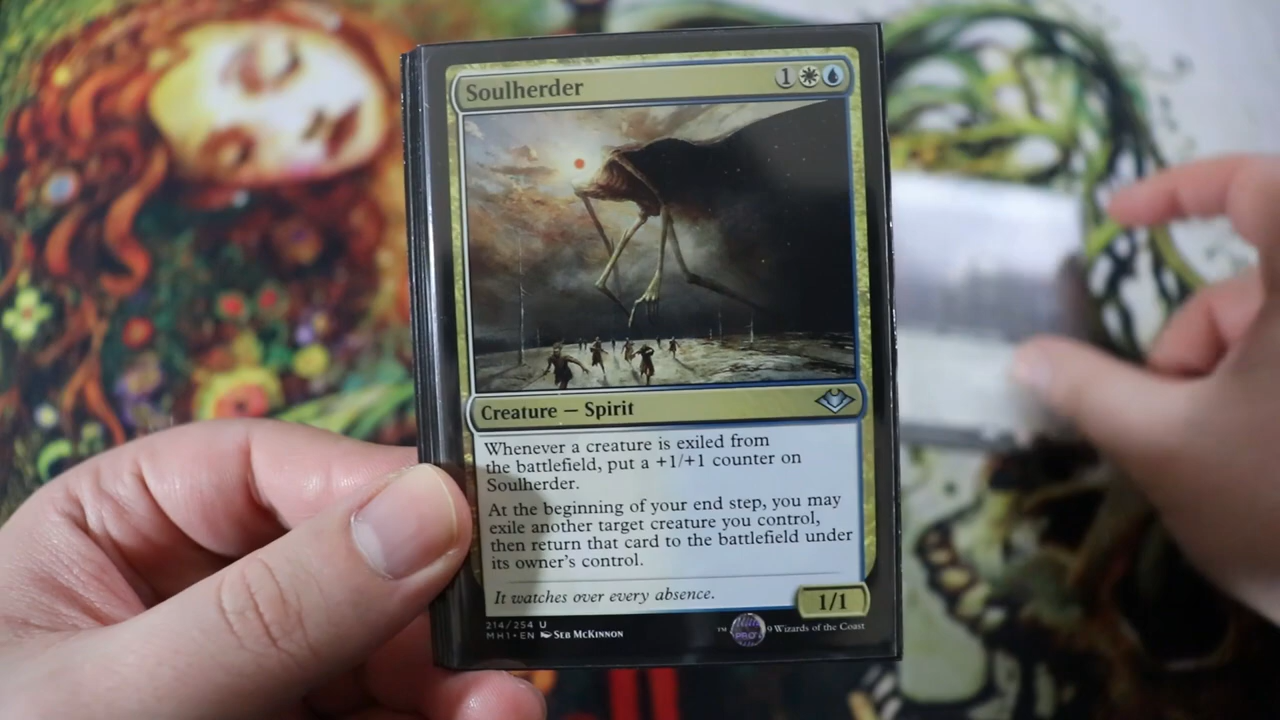 Soulherder 1
Creature — Spirit
Whenever a creature is exiled from
the battlefield, put a +1/+1 counter on
Soulherder.
At the beginning of your end step, you may
exile another target creature you control,
then return that card to the battlefield under
its owner's control.
It watches over every absence.
1/1
214/254 U
MH1 • EN Seb McKinnon
™ 9 Wizards of the Coast
PRO